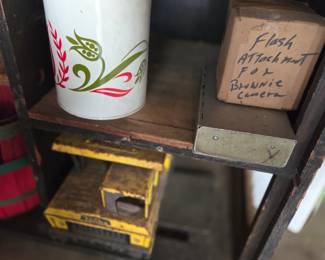 Flash
Attachment
For
Brownie
Camera